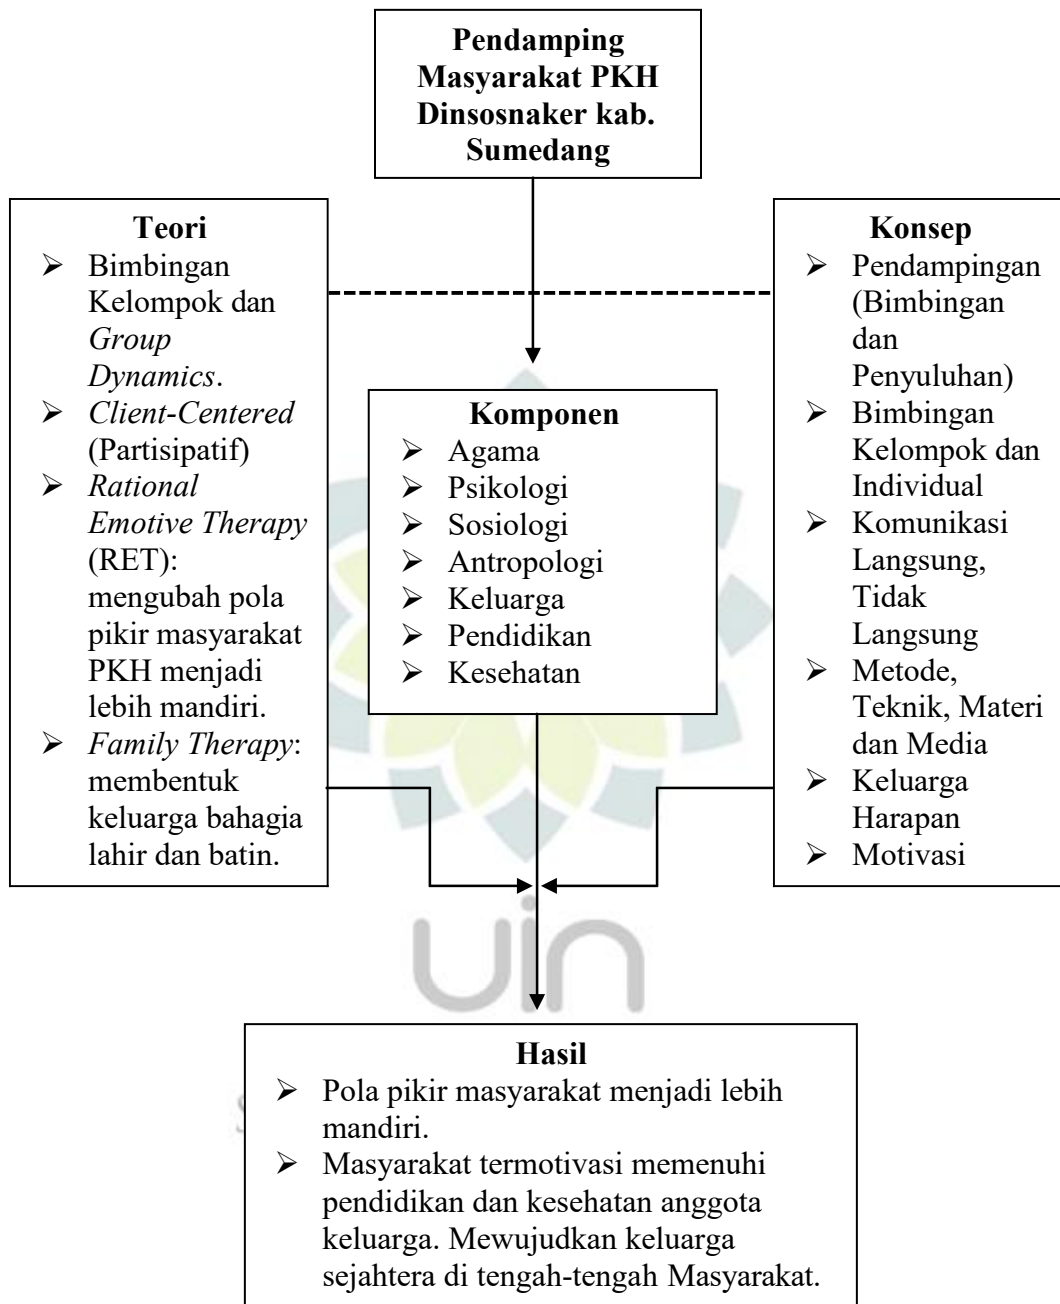 Pendamping
Masyarakat PKH
Dinsosnaker kab.
Sumedang
Teori
➢ Bimbingan
Kelompok dan
Group
Dynamics.
➢ Client-Centered
(Partisipatif)
➢ Rational
Emotive Therapy
(RET):
mengubah pola
pikir masyarakat
PKH menjadi
lebih mandiri.
➢ Family Therapy:
membentuk
keluarga bahagia
lahir dan batin.
Komponen
➢ Agama
➢ Psikologi
➢ Sosiologi
➢ Antropologi
➢ Keluarga
➢ Pendidikan
➢ Kesehatan
Konsep
➢ Pendampingan
(Bimbingan
dan
Penyuluhan)
➢ Bimbingan
Kelompok dan
Individual
➢ Komunikasi
Langsung,
Tidak
Langsung
➢ Metode,
Teknik, Materi
dan Media
➢ Keluarga
Harapan
➢ Motivasi
uin
Hasil
➢ Pola pikir masyarakat menjadi lebih
mandiri.
➢ Masyarakat termotivasi memenuhi
pendidikan dan kesehatan anggota
keluarga. Mewujudkan keluarga
sejahtera di tengah-tengah Masyarakat.